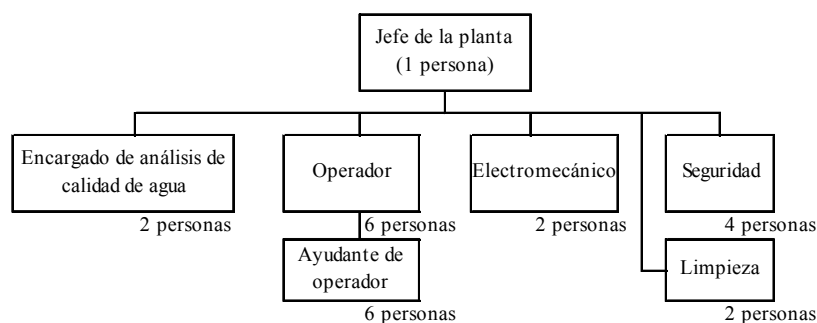 Jefe de la planta
(1 persona)
Encargado de análisis de
calidad de agua
2 personas
Operador
6 personas
Electromecánico
2 personas
Seguridad
4 personas
Ayudante de
operador
6 personas
Limpieza
2 personas